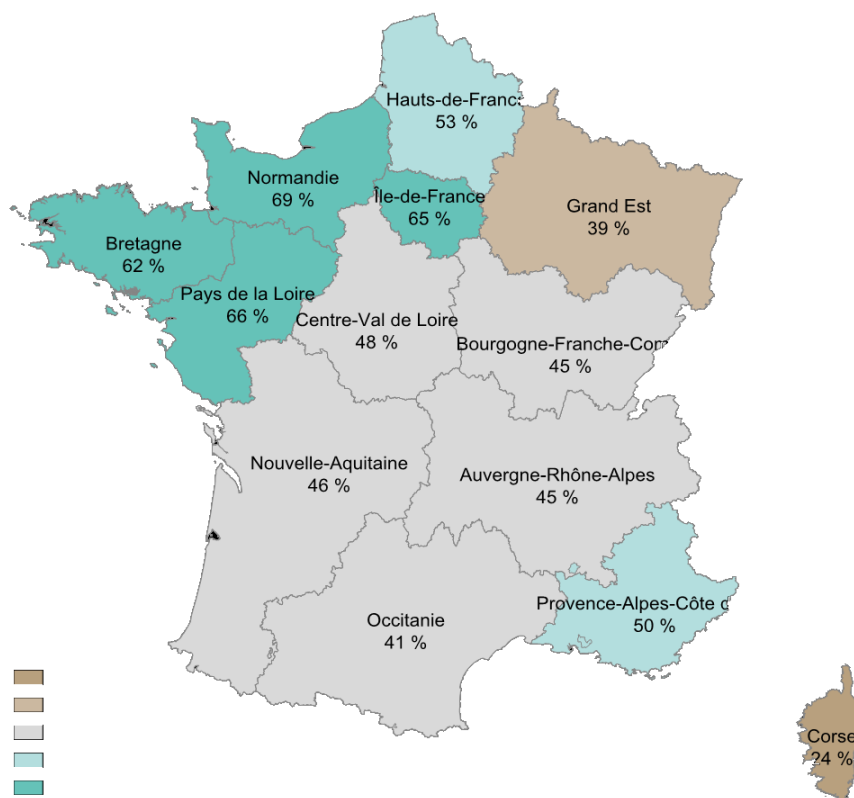 Hauts-de-Franc
53 %
Normandie
69 %
Île-de-France
65 %
Grand Est
39 %
Bretagne
62 %
Pays de la Loire
66 %
Centre-Val de Loire
48 %
Bourgogne-Franche-Com
45 %
Nouvelle-Aquitaine
46 %
Auvergne-Rhône-Alpes
45 %
Provence-Alpes-Côte d
50 %
Occitanie
41 %
Corse
24 %